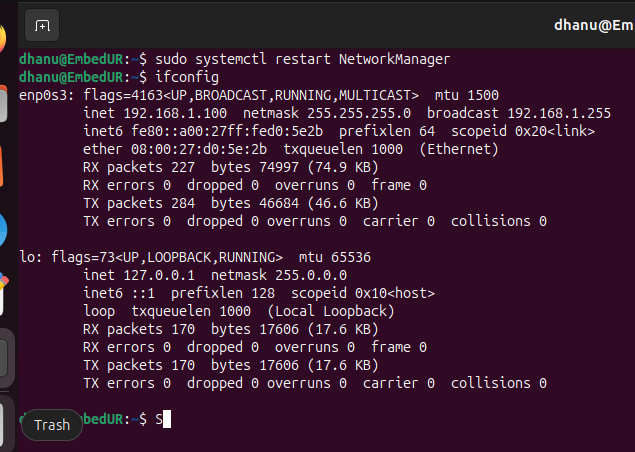 dhanu@Em
dhanu@EmbedUR:~$ sudo systemctl restart NetworkManager
dhanu@EmbedUR:~$ ifconfig
enp0s3: flags=4163<UP,BROADCAST,RUNNING,MULTICAST>  mtu 1500
        inet 192.168.1.100  netmask 255.255.255.0  broadcast 192.168.1.255
        inet6 fe80::a00:27ff:fed0:5e2b  prefixlen 64  scopeid 0x20<link>
        ether 08:00:27:d0:5e:2b  txqueuelen 1000  (Ethernet)
        RX packets 227  bytes 74997 (74.9 KB)
        RX errors 0  dropped 0  overruns 0  frame 0
        TX packets 284  bytes 46684 (46.6 KB)
        TX errors 0  dropped 0 overruns 0  carrier 0  collisions 0
lo: flags=73<UP,LOOPBACK,RUNNING>  mtu 65536
        inet 127.0.0.1  netmask 255.0.0.0
        inet6 ::1  prefixlen 128  scopeid 0x10<host>
        loop  txqueuelen 1000  (Local Loopback)
        RX packets 170  bytes 17606 (17.6 KB)
        RX errors 0  dropped 0  overruns 0  frame 0
        TX packets 170  bytes 17606 (17.6 KB)
        TX errors 0  dropped 0 overruns 0  carrier 0  collisions 0
mbedUR:~$ S
Trash